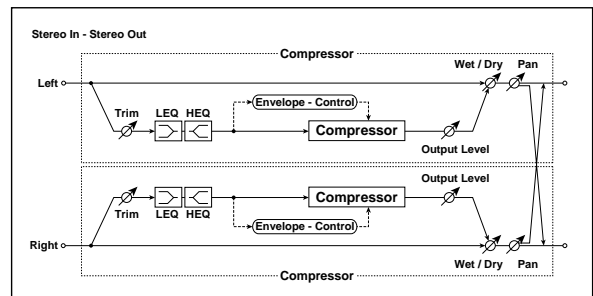 Stereo In - Stereo Out
Compressor
Wet / Dry Pan
Left
Envelope - Control
Trim LEQ HEQ
Compressor
Output Level
Output Level
Compressor
Trim LEQ HEQ
Envelope - Control
Right
Wet / Dry Pan
Compressor